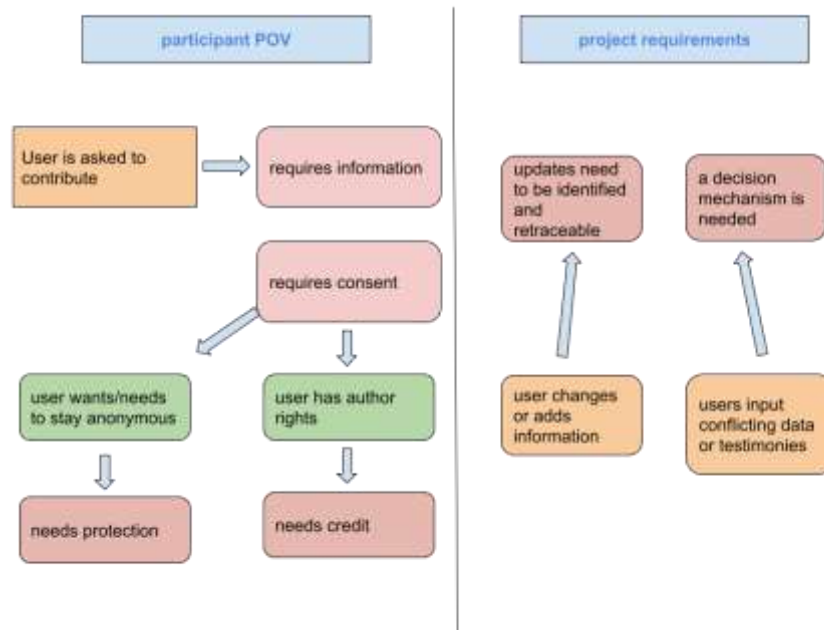 participant POV
User is asked to
contribute
requires information
requires consent
user wants/needs
to stay anonymous
user has author
rights
needs protection
needs credit
project requirements
updates need
to be identified
and
retraceable
a decision
mechanism is
needed
user changes
or adds
information
users input
conflicting data
or testimonies